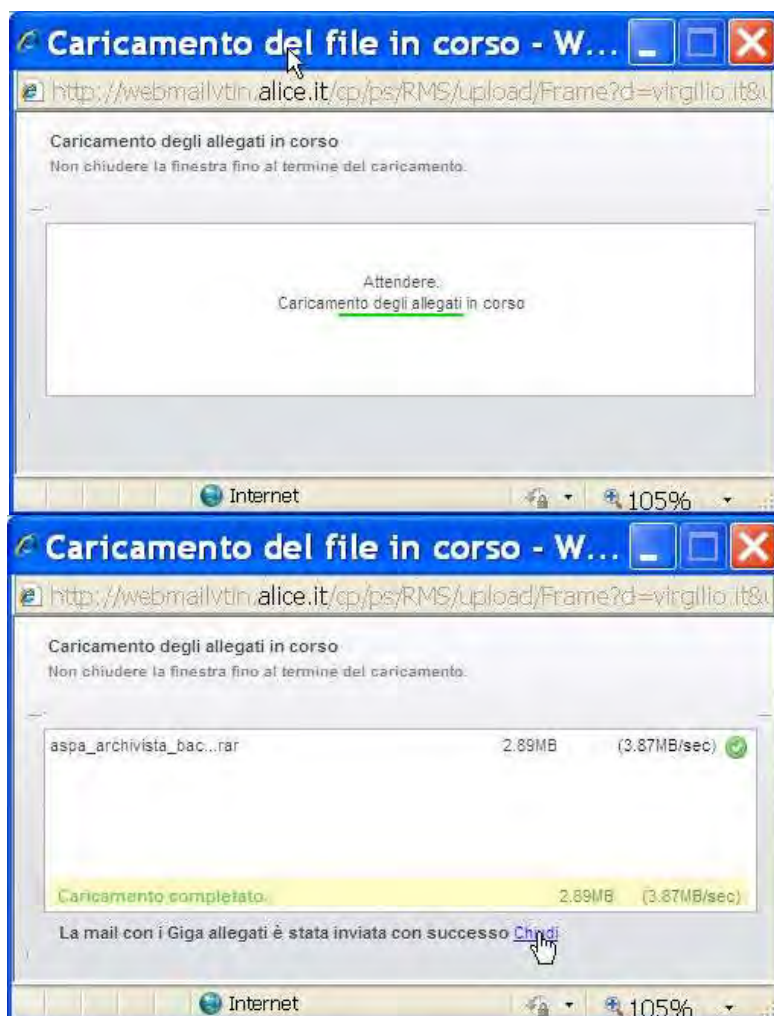 Caricamento del file in corso - W...
http://webmailvtin.alice.it/cp/ps/RMS/upload/Frame?d=virgilio.it&u
Caricamento degli allegati in corso
Non chiudere la finestra fino al termine del caricamento.
Attendere.
Caricamento degli allegati in corso
Internet 105%
Caricamento del file in corso - W...
http://webmailvtin.alice.it/cp/ps/RMS/upload/Frame?d=virgilio.it&u
Caricamento degli allegati in corso
Non chiudere la finestra fino al termine del caricamento.
aspa_archivista_bac...rar 2.89MB (3.87MB/sec)
Caricamento completato. 2.89MB (3.87MB/sec)
La mail con i Giga allegati è stata inviata con successo Chiudi
Internet 105%